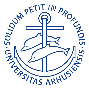 SOLIDUM PETIT IN PROFUNDIS
UNIVERSITAS ARHUSIENSIS